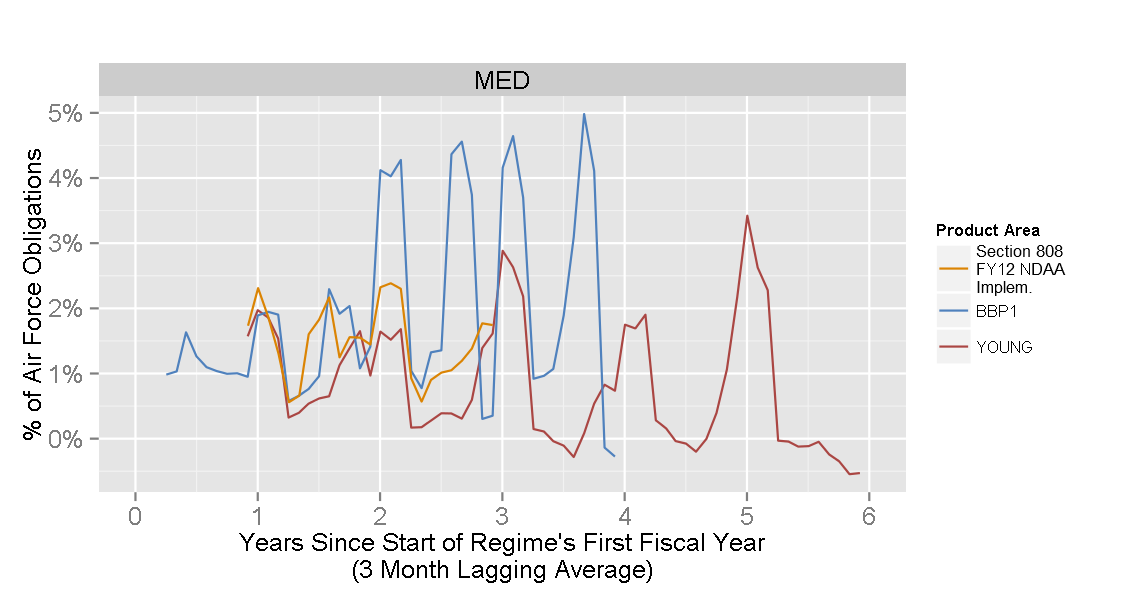 MED
5%
4%
3%
2%
1%
0%
% of Air Force Obligations
0 1 2 3 4 5 6
Years Since Start of Regime's First Fiscal Year
(3 Month Lagging Average)
Product Area
Section 808
FY12 NDAA
Implem.
BBP1
YOUNG